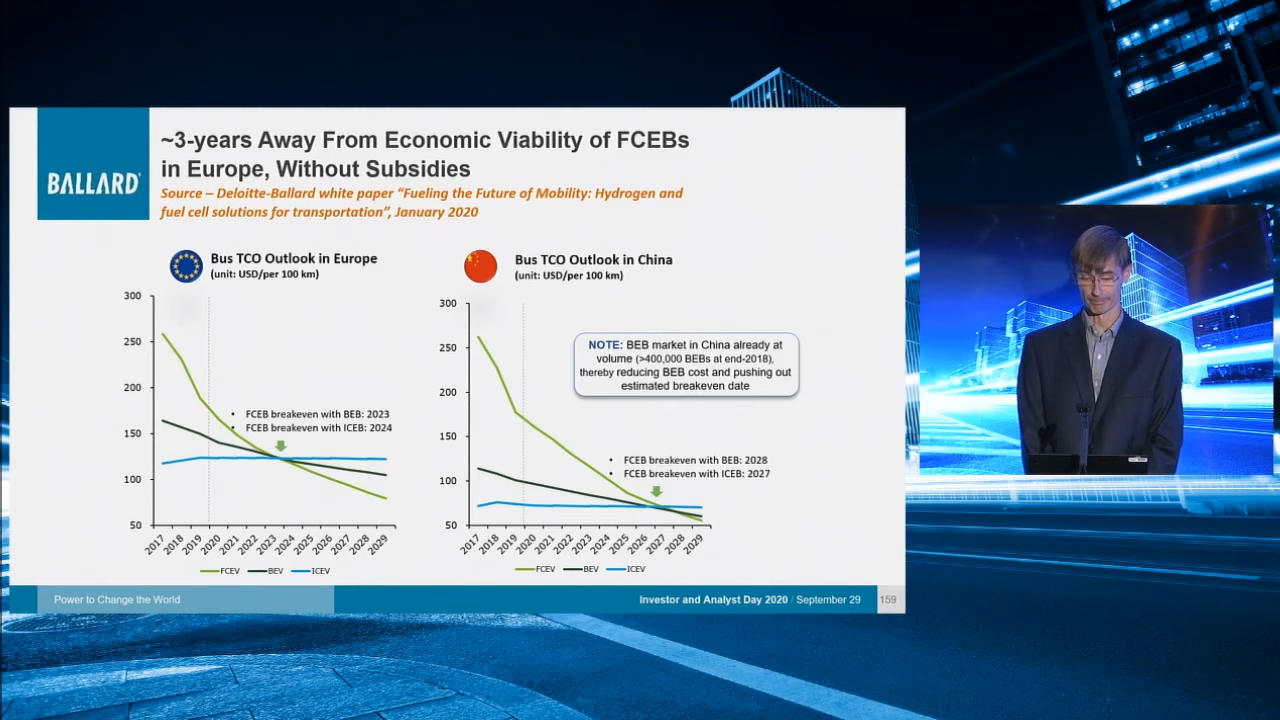 BALLARD
~3-years Away From Economic Viability of FCEBs
in Europe, Without Subsidies
Source – Deloitte-Ballard white paper “Fueling the Future of Mobility: Hydrogen and
fuel cell solutions for transportation”, January 2020
Bus TCO Outlook in Europe
(unit: USD/per 100 km)
300
250
200
150
100
50
• FCEB breakeven with BEB: 2023
• FCEB breakeven with ICEB: 2024
2017 2018 2019 2020 2021 2022 2023 2024 2025 2026 2027 2028 2029
FCEV BEV ICEV
Bus TCO Outlook in China
(unit: USD/per 100 km)
300
250
200
150
100
50
NOTE: BEB market in China already at
volume (>400,000 BEBs at end-2018),
thereby reducing BEB cost and pushing out
estimated breakeven date
• FCEB breakeven with BEB: 2028
• FCEB breakeven with ICEB: 2027
2017 2018 2019 2020 2021 2022 2023 2024 2025 2026 2027 2028 2029
FCEV BEV ICEV
Power to Change the World
Investor and Analyst Day 2020 / September 29 159